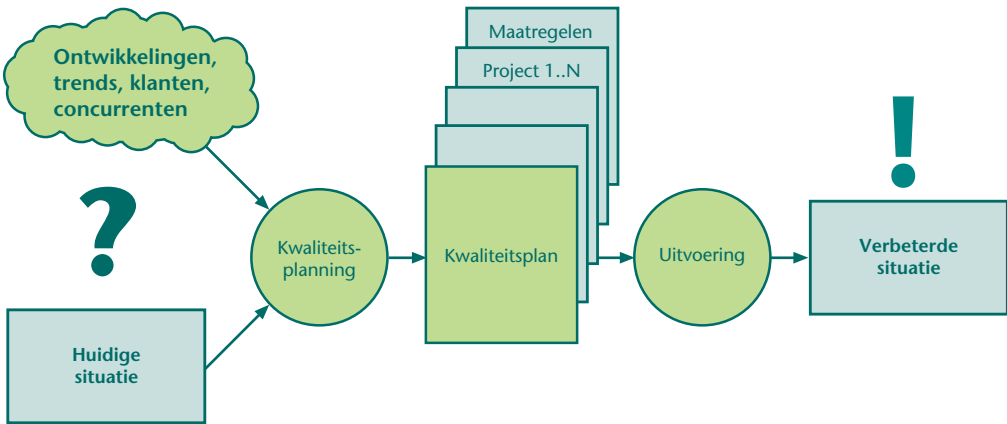 Ontwikkelingen,
trends, klanten,
concurrenten
?
Huidige
situatie
Kwaliteits-
planning
Maatregelen
Project 1..N
Kwaliteitsplan
Uitvoering
!
Verbeterde
situatie